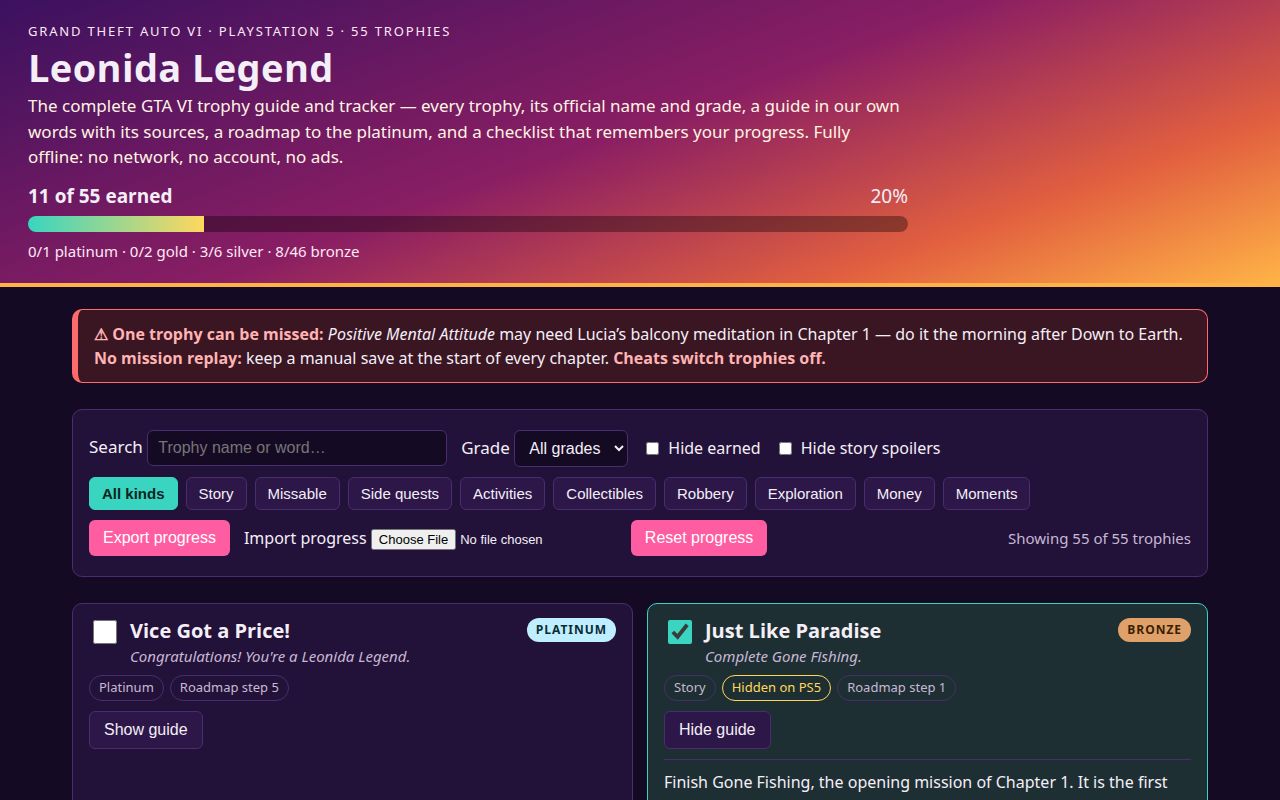 GRAND THEFT AUTO VI · PLAYSTATION 5 · 55 TROPHIES
Leonida Legend
The complete GTA VI trophy guide and tracker — every trophy, its official name and grade, a guide in our own
words with its sources, a roadmap to the platinum, and a checklist that remembers your progress. Fully
offline: no network, no account, no ads.
11 of 55 earned 20%
0/1 platinum · 0/2 gold · 3/6 silver · 8/46 bronze
⚠ One trophy can be missed: Positive Mental Attitude may need Lucia’s balcony meditation in Chapter 1 — do it the morning after Down to Earth.
No mission replay: keep a manual save at the start of every chapter. Cheats switch trophies off.
Search Trophy name or word… Grade All grades Hide earned Hide story spoilers
All kinds Story Missable Side quests Activities Collectibles Robbery Exploration Money Moments
Export progress Import progress Choose File No file chosen Reset progress Showing 55 of 55 trophies
Vice Got a Price! PLATINUM
Congratulations! You're a Leonida Legend.
Platinum Roadmap step 5
Show guide
Just Like Paradise BRONZE
Complete Gone Fishing.
Story Hidden on PS5 Roadmap step 1
Hide guide
Finish Gone Fishing, the opening mission of Chapter 1. It is the first